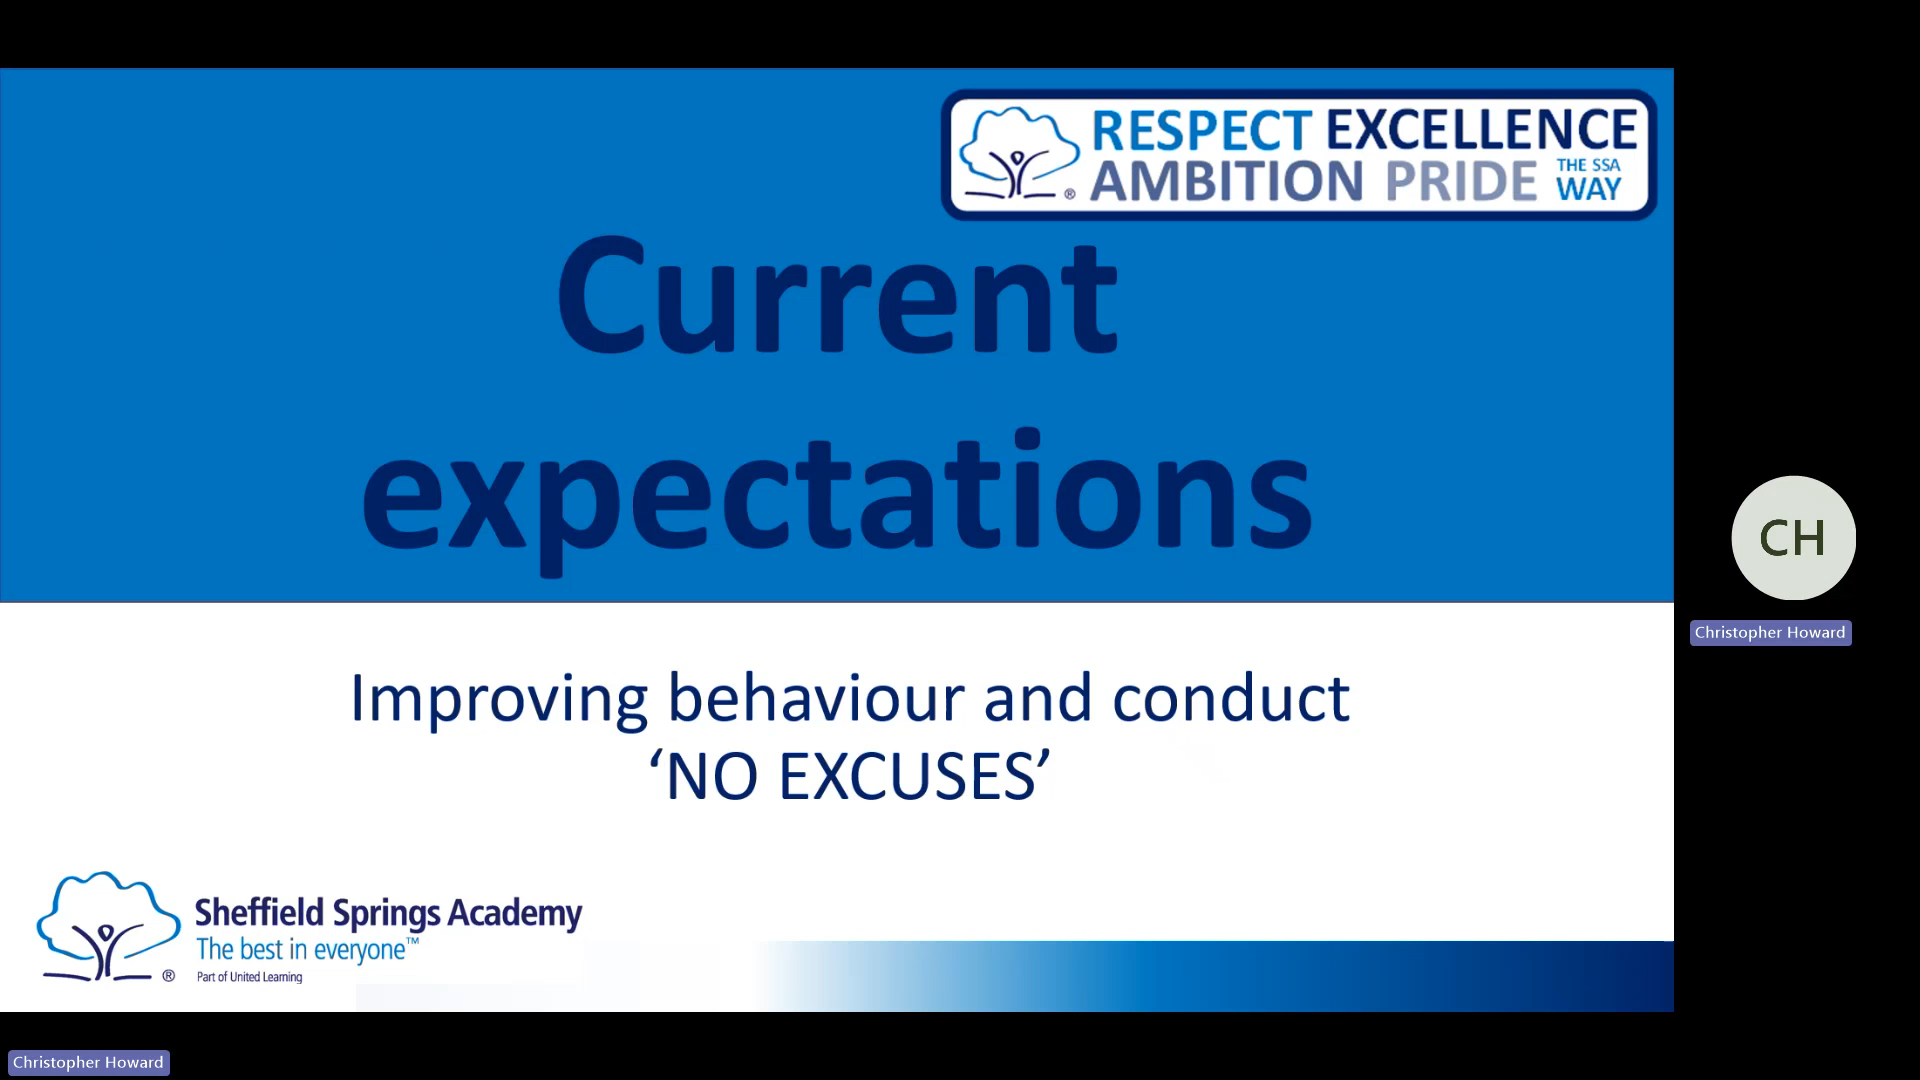 RESPECT EXCELLENCE
AMBITION PRIDE THE SSA WAY
®
Current
expectations
CH
Christopher Howard
Improving behaviour and conduct
‘NO EXCUSES’
Sheffield Springs Academy
The best in everyone™
® Part of United Learning
Christopher Howard